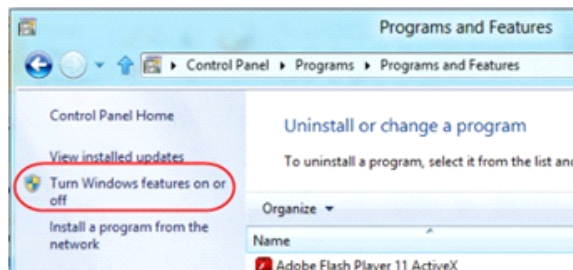 Programs and Features
Control Panel ▸ Programs ▸ Programs and Features
Control Panel Home
View installed updates
Turn Windows features on or
off
Install a program from the
network
Uninstall or change a program
To uninstall a program, select it from the list
Organize
Name
Adobe Flash Player 11 ActiveX